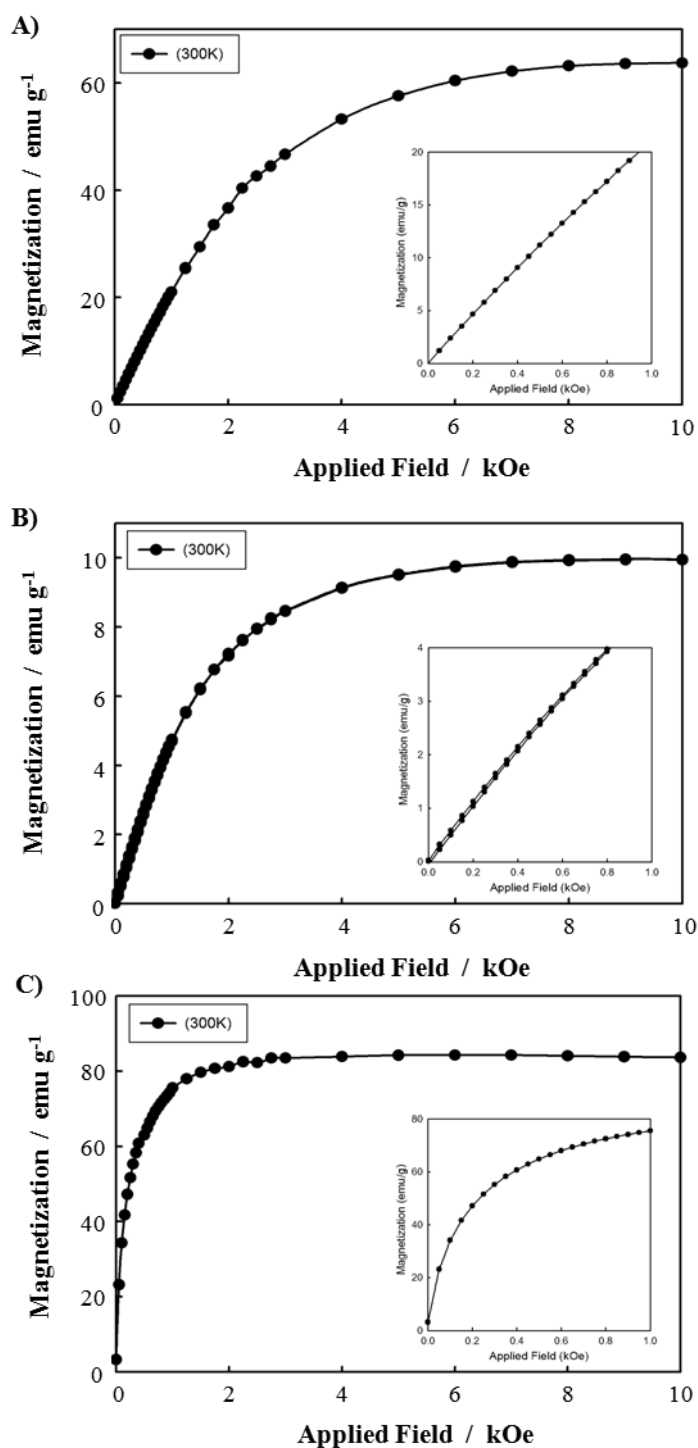 A)
(300K)
Magnetization / emu g-1
60
40
20
0
0 2 4 6 8 10
Applied Field / kOe
Magnetization (emu/g)
20
15
10
5
0
0.0 0.2 0.4 0.6 0.8 1.0
Applied Field (kOe)
B)
(300K)
Magnetization / emu g-1
10
8
6
4
2
0
0 2 4 6 8 10
Applied Field / kOe
Magnetization (emu/g)
4
3
2
1
0
0.0 0.2 0.4 0.6 0.8 1.0
Applied Field (kOe)
C)
(300K)
Magnetization / emu g-1
100
80
60
40
20
0
0 2 4 6 8 10
Applied Field / kOe
Magnetization (emu/g)
80
60
40
20
0
0.0 0.2 0.4 0.6 0.8 1.0
Applied Field (kOe)